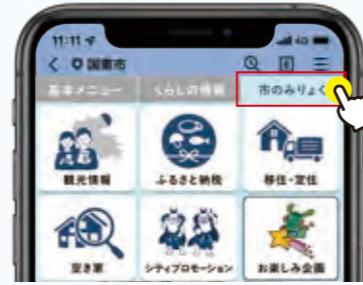 11:11
4G
国東市
基本メニュー くらしの情報 市のみりょく
観光情報 ふるさと納税 移住・定住
空き家 シティプロモーション お楽しみ企画